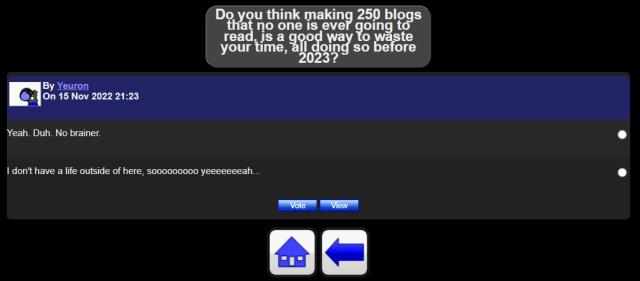 Do you think making 250 blogs
that no one is ever going to
read, is a good way to waste
your time, all doing so before
2023?
By Yeuron
On 15 Nov 2022 21:23
Yeah. Duh. No brainer.
I don't have a life outside of here, sooooooooo yeeeeeeeah...
Vote View